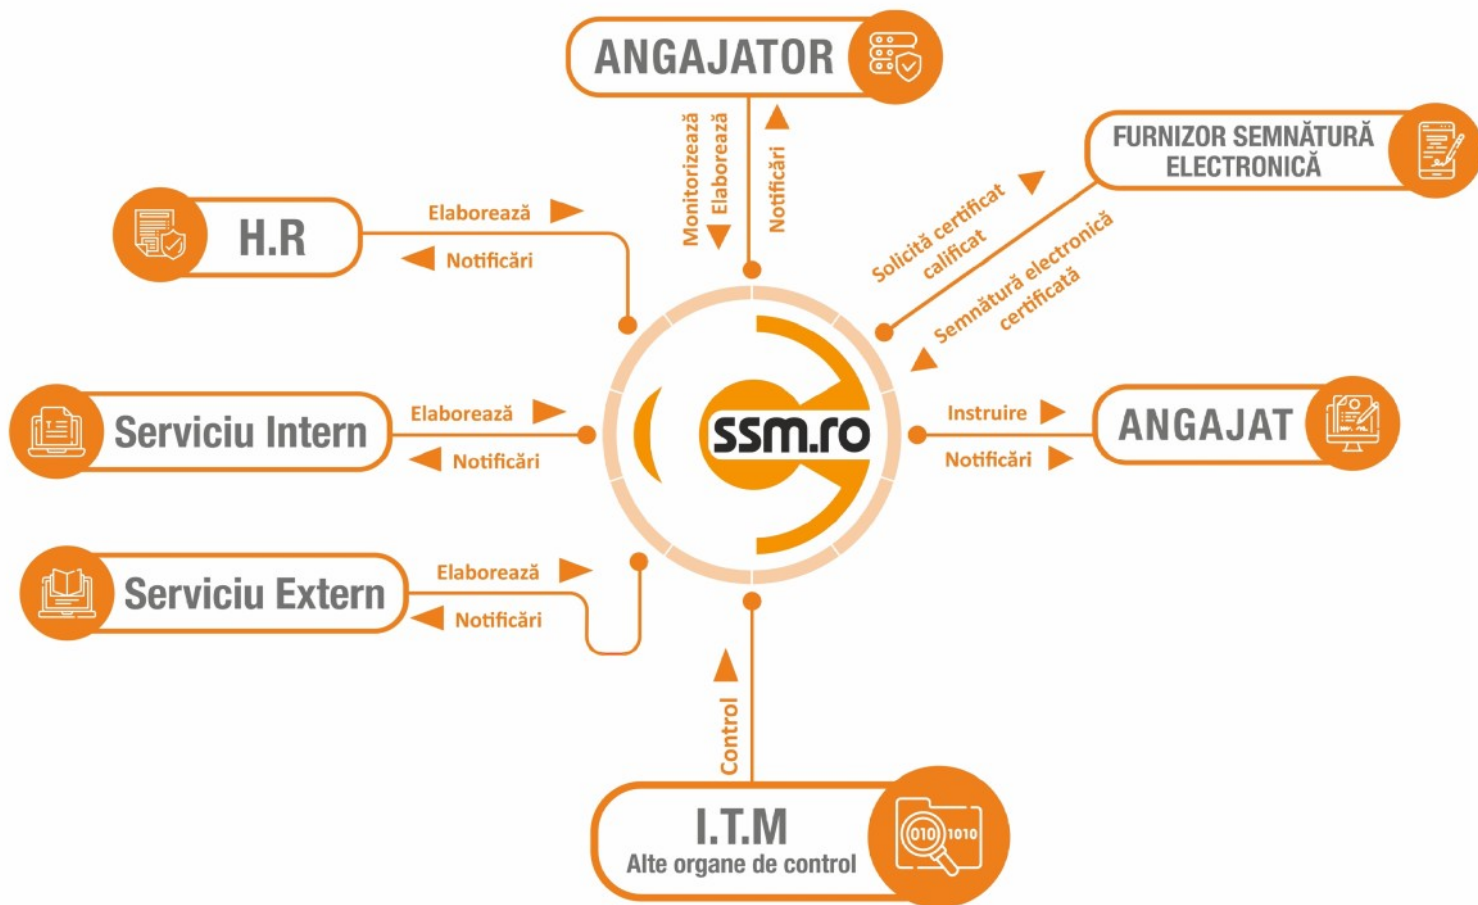 ANGAJATOR
FURNIZOR SEMNĂTURĂ
ELECTRONICĂ
Monitorizează
Elaborează
Notificări
Solicită certificat
calificat
Semnătură electronică
certificată
H.R
Elaborează
Notificări
Serviciu Intern
Elaborează
Notificări
ssm.ro
Instruire
Notificări
ANGAJAT
Serviciu Extern
Elaborează
Notificări
Control
I.T.M
Alte organe de control
010 1010